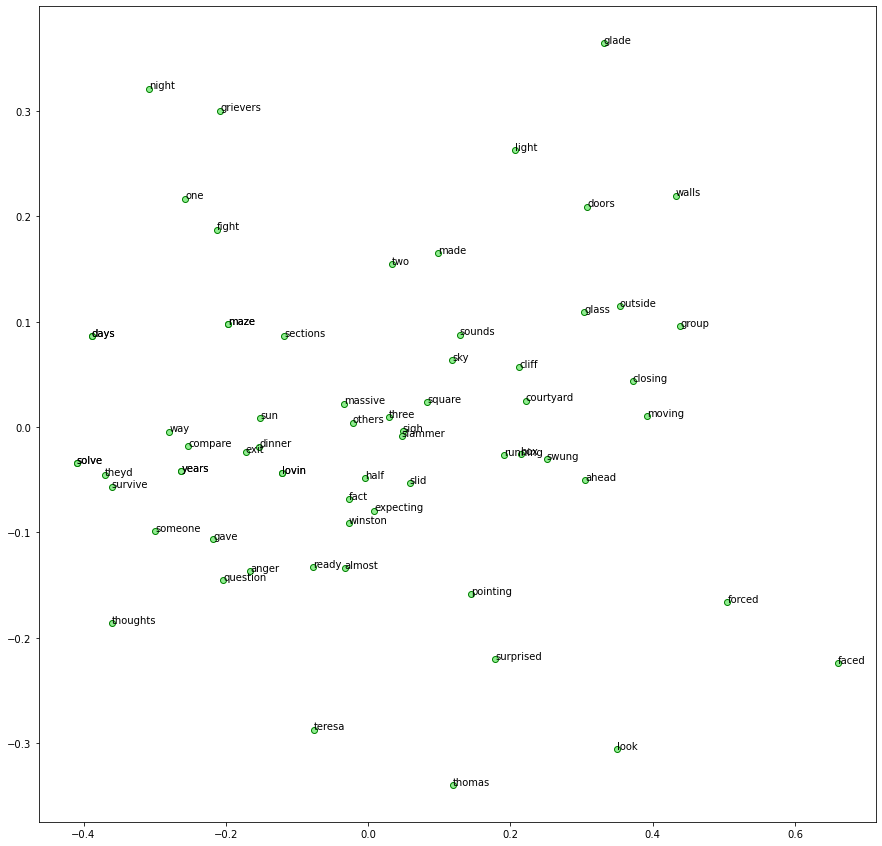 glade
night
grievers
0.3
light
one
walls
doors
fight
0.2
made
two
outside
glass
0.1
maze
group
days
sections
sounds
sky
cliff
closing
massive
square
courtyard
sun
others
three
moving
0.0
way
sigh
slammer
compare
exit
dinner
running
box
swung
solve
theyd
years
lovin
half
slid
ahead
survive
fact
expecting
winston
someone
−0.1
gave
anger
ready
almost
question
pointing
forced
thoughts
−0.2
surprised
faced
teresa
−0.3
look
thomas
−0.4
−0.2
0.0
0.2
0.4
0.6